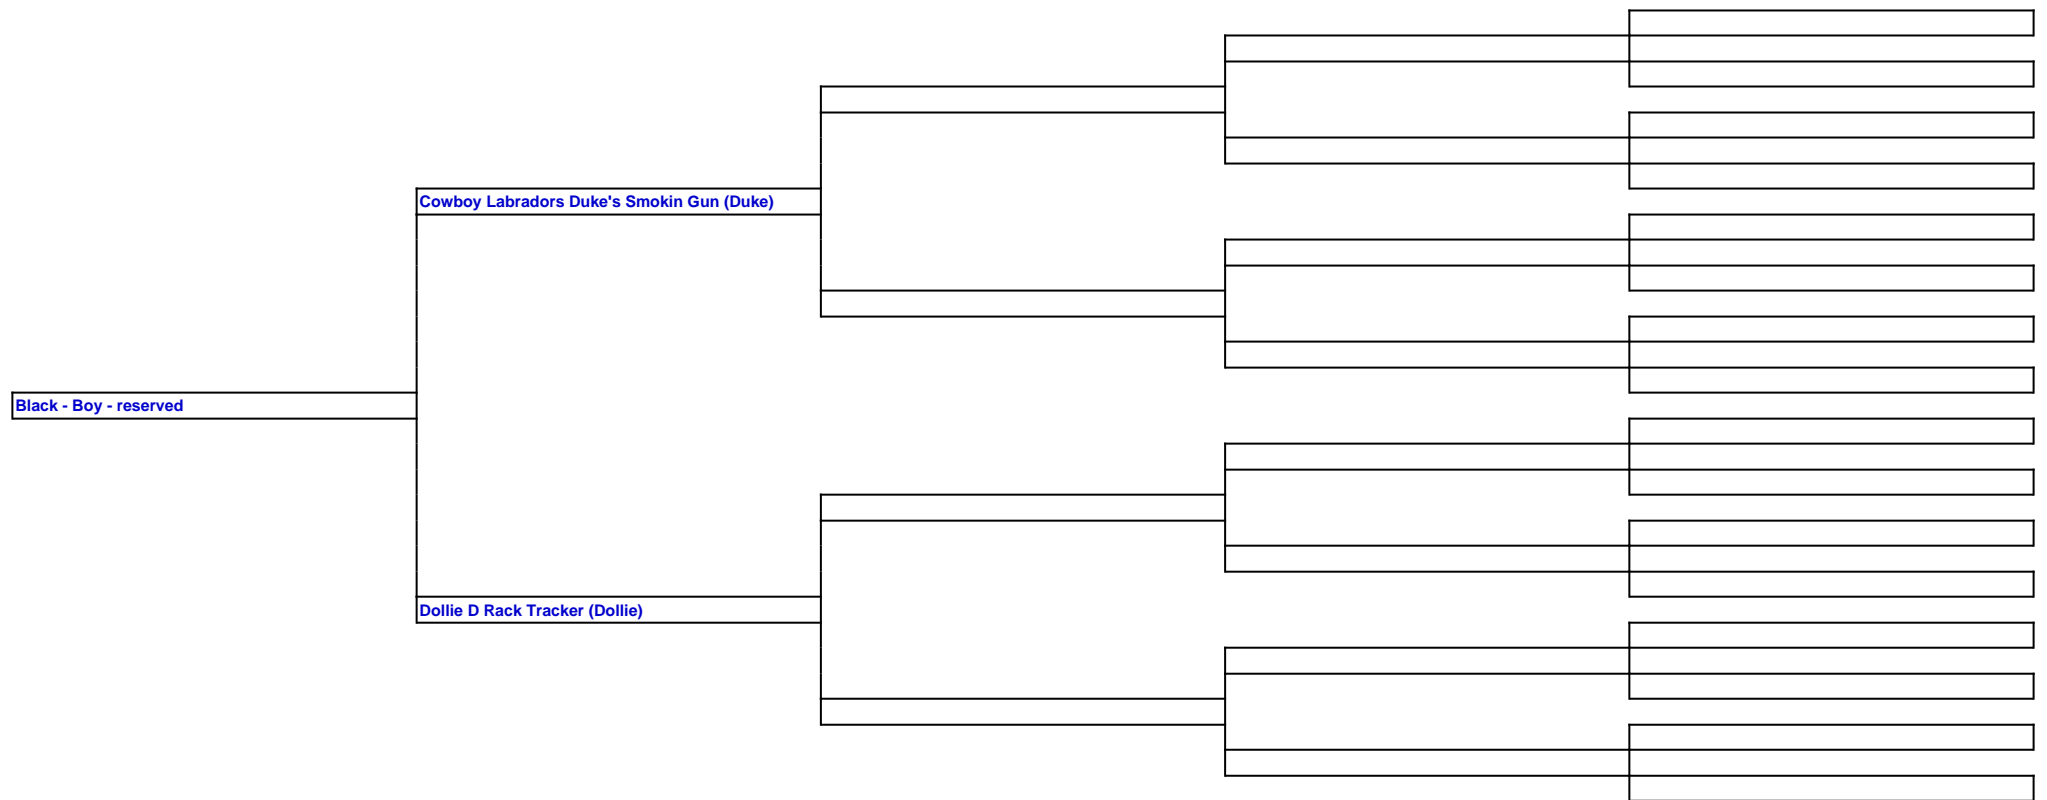 Cowboy Labradors Duke's Smokin Gun (Duke)
Black - Boy - reserved
Dollie D Rack Tracker (Dollie)